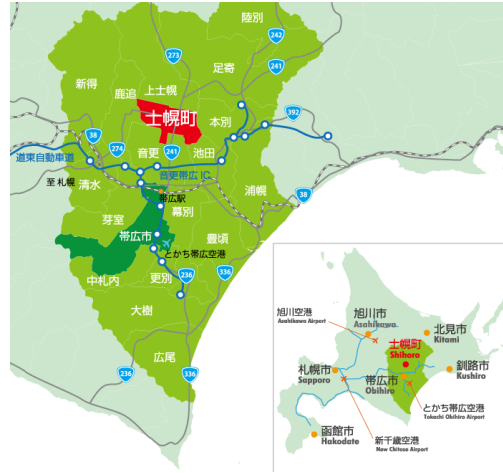 陸別
242
273
足寄
241
新得
上士幌
鹿追
士幌町
本別
392
38
274
音更
241
池田
道東自動車道
音更帯広IC
至 札幌
清水
帯広駅
浦幌
38
幕別
芽室
帯広市
豊頃
とかち帯広空港
中札内
更別
236
336
大樹
広尾
236
336
旭川空港
Asahikawa Airport
旭川市
Asahikawa
北見市
Kitami
士幌町
Shihoro
釧路市
Kushiro
札幌市
Sapporo
帯広市
Obihiro
とかち帯広空港
Tokachi Obihiro Airport
函館市
Hakodate
新千歳空港
New Chitose Airport